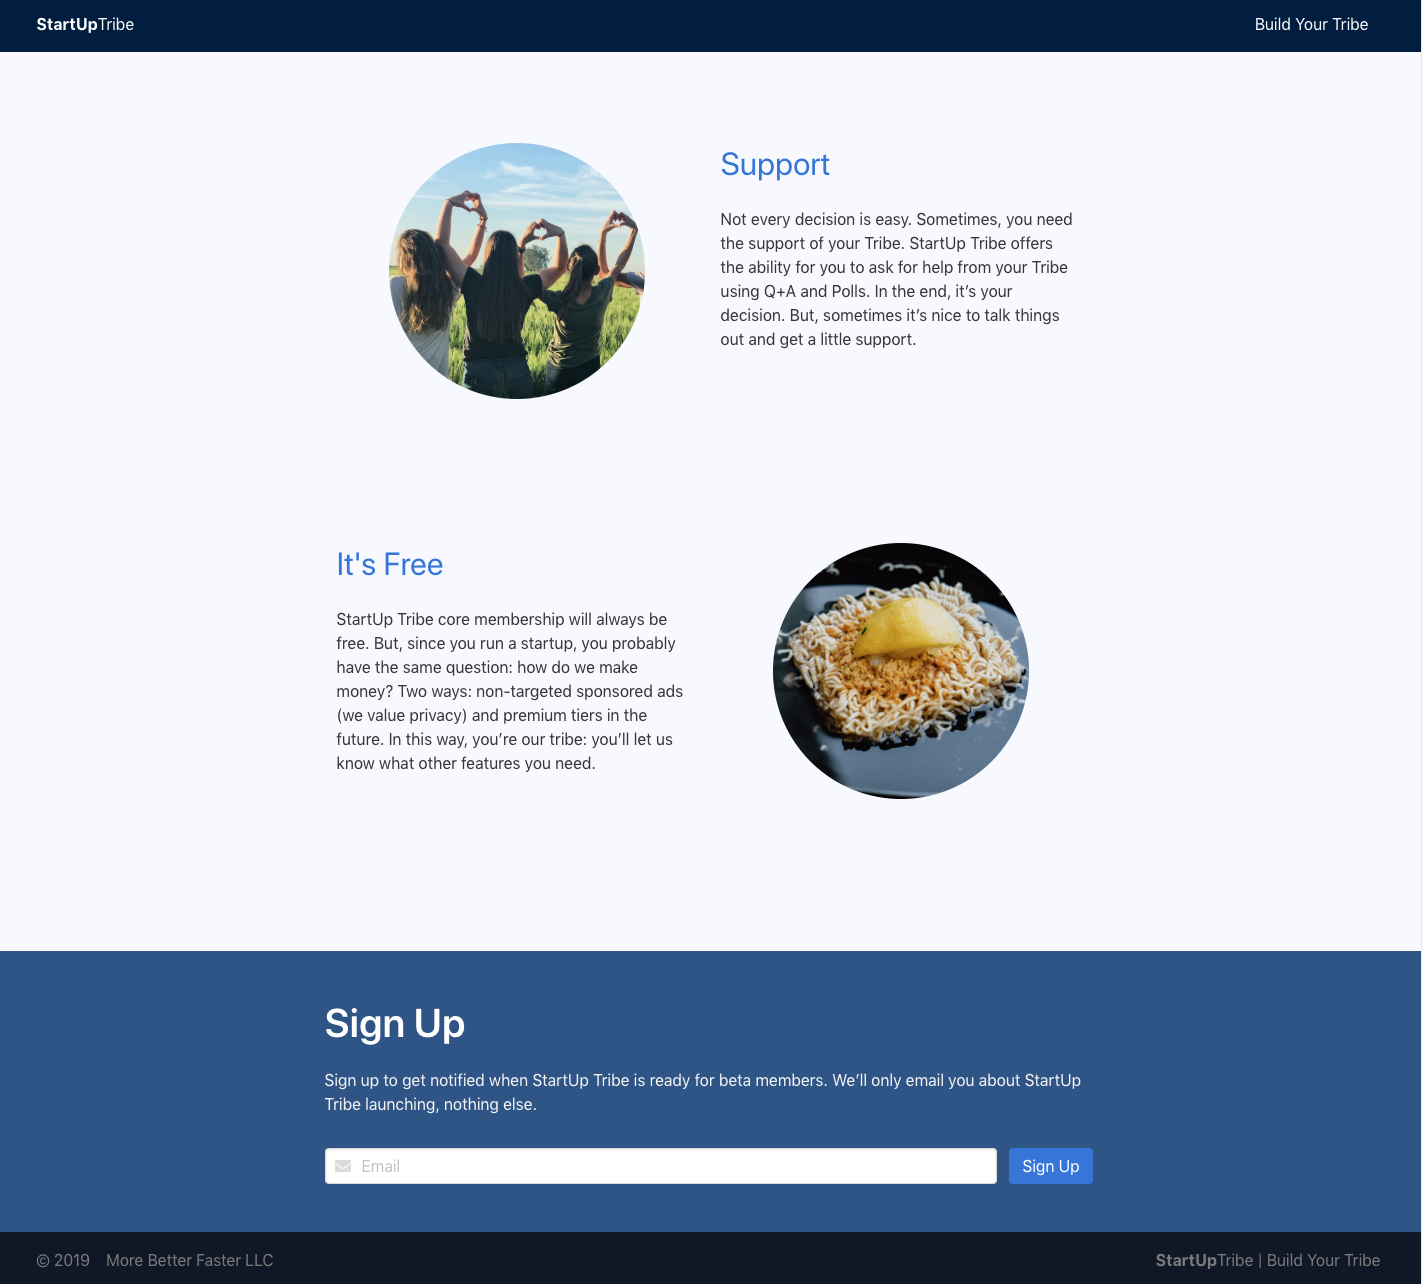 StartUpTribe
Build Your Tribe
Support
Not every decision is easy. Sometimes, you need
the support of your Tribe. StartUp Tribe offers
the ability for you to ask for help from your Tribe
using Q+A and Polls. In the end, it’s your
decision. But, sometimes it’s nice to talk things
out and get a little support.
It's Free
StartUp Tribe core membership will always be
free. But, since you run a startup, you probably
have the same question: how do we make
money? Two ways: non-targeted sponsored ads
(we value privacy) and premium tiers in the
future. In this way, you’re our tribe: you’ll let us
know what other features you need.
Sign Up
Sign up to get notified when StartUp Tribe is ready for beta members. We’ll only email you about StartUp
Tribe launching, nothing else.
Email
Sign Up
© 2019 More Better Faster LLC
StartUpTribe | Build Your Tribe